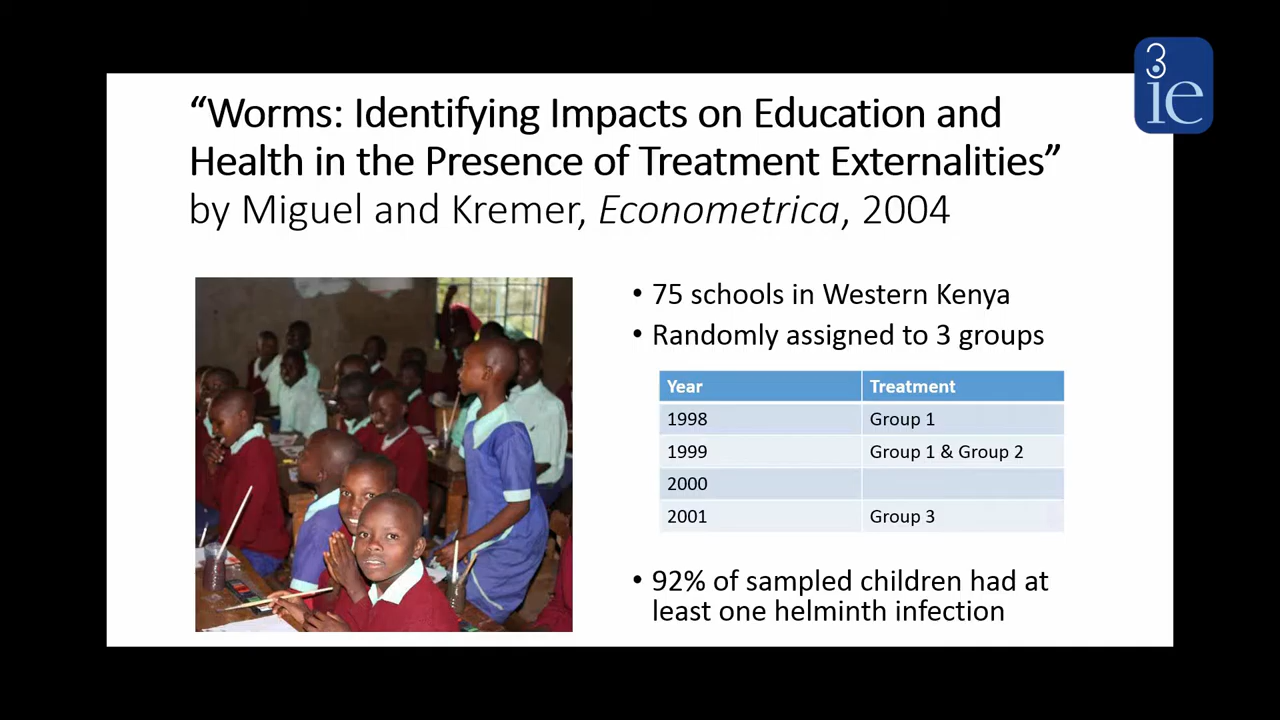 3
ie
“Worms: Identifying Impacts on Education and
Health in the Presence of Treatment Externalities”
by Miguel and Kremer, Econometrica, 2004
• 75 schools in Western Kenya
• Randomly assigned to 3 groups
Year Treatment
1998 Group 1
1999 Group 1 & Group 2
2000
2001 Group 3
• 92% of sampled children had at
least one helminth infection